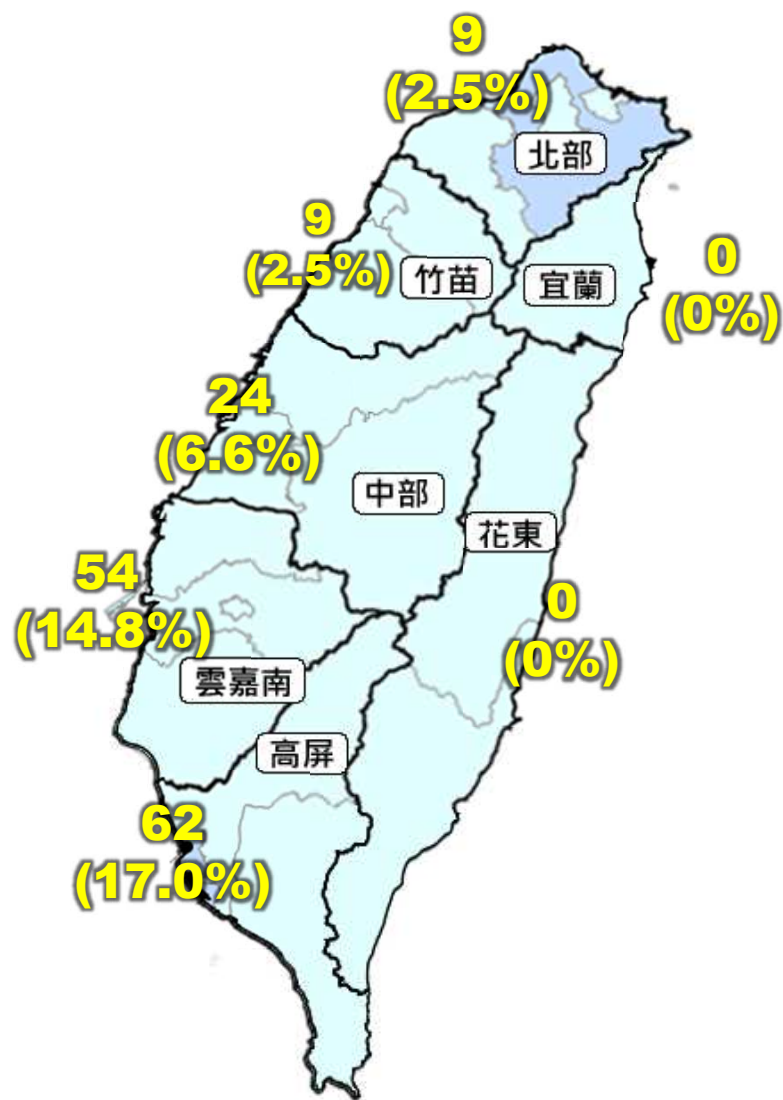 9
(2.5%)
北部
9
(2.5%)
竹苗
宜蘭
0
(0%)
24
(6.6%)
中部
花東
54
(14.8%)
0
(0%)
雲嘉南
高屏
62
(17.0%)